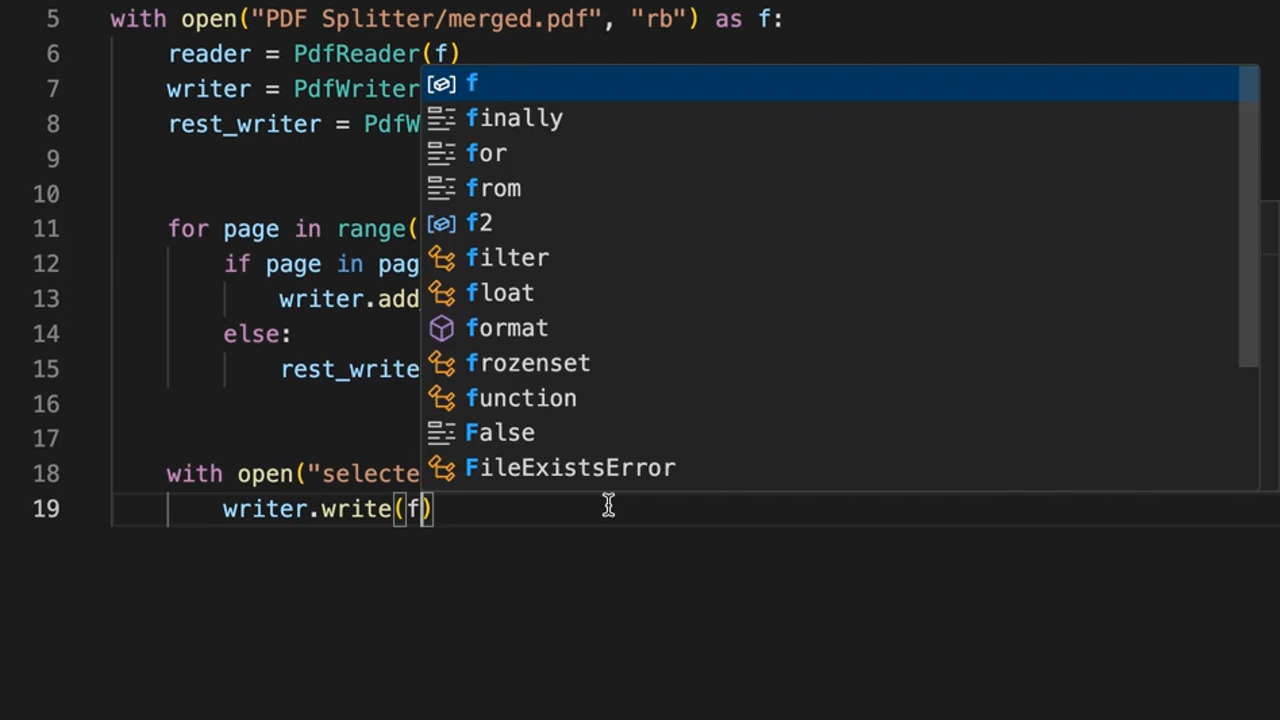 5 with open("PDF Splitter/merged.pdf", "rb") as f:
6 reader = PdfReader(f)
7 writer = PdfWriter
8 rest_writer = PdfW
9
10
11 for page in range(
12 if page in pag
13 writer.add
14 else:
15 rest_write
16
17
18 with open("selecte
19 writer.write(f)
f
finally
for
from
f2
filter
float
format
frozenset
function
False
FileExistsError